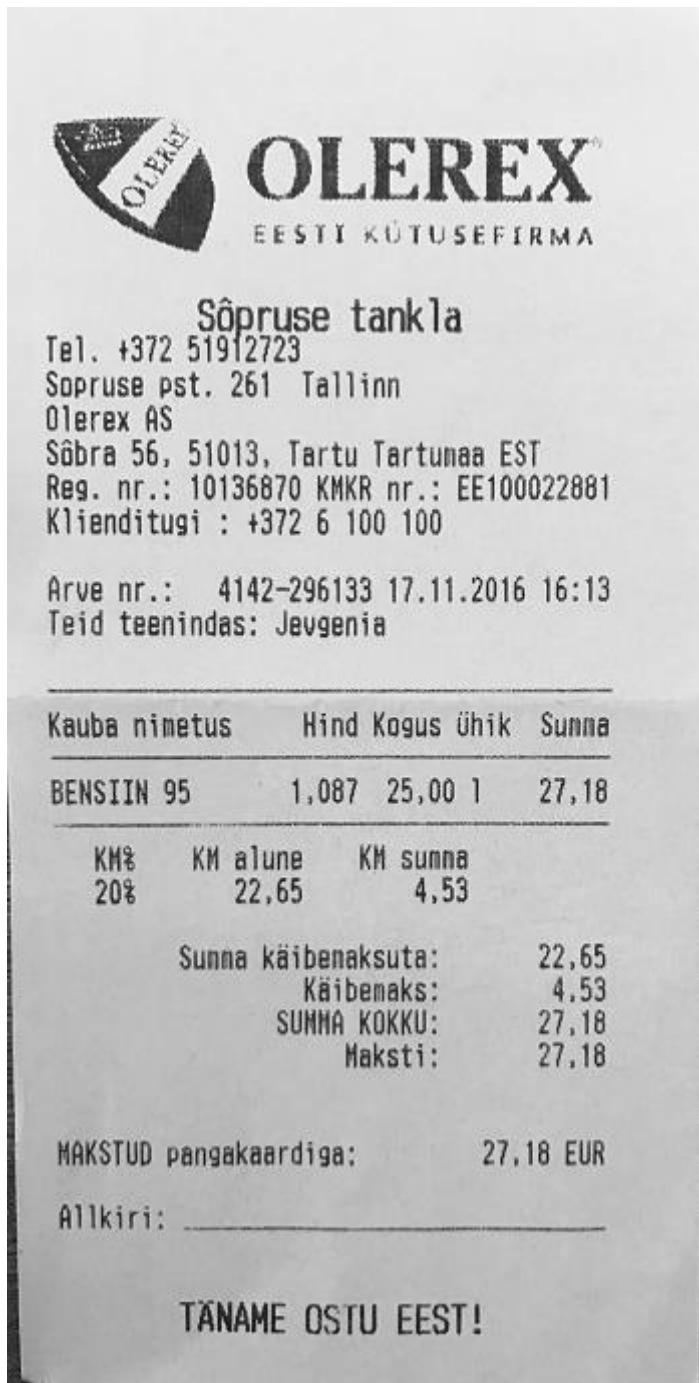 OLEREX
OLEREX
EESTI KÜTUSEFIRMA
Sõpruse tankla
Tel. +372 51912723
Sopruse pst. 261 Tallinn
Olerex AS
Sõbra 56, 51013, Tartu Tartumaa EST
Reg. nr.: 10136870 KMKR nr.: EE100022881
Klienditugi : +372 6 100 100
Arve nr.: 4142-296133 17.11.2016 16:13
Teid teenindas: Jevgenia
Kauba nimetus Hind Kogus Ühik Summa
BENSIIN 95 1,087 25,00 l 27,18
KM% KM alune KM summa
20% 22,65 4,53
Summa käibemaksuta: 22,65
Käibemaks: 4,53
SUMMA KOKKU: 27,18
Maksti: 27,18
MAKSTUD pangakaardiga: 27,18 EUR
Allkiri:
TÄNAME OSTU EEST!